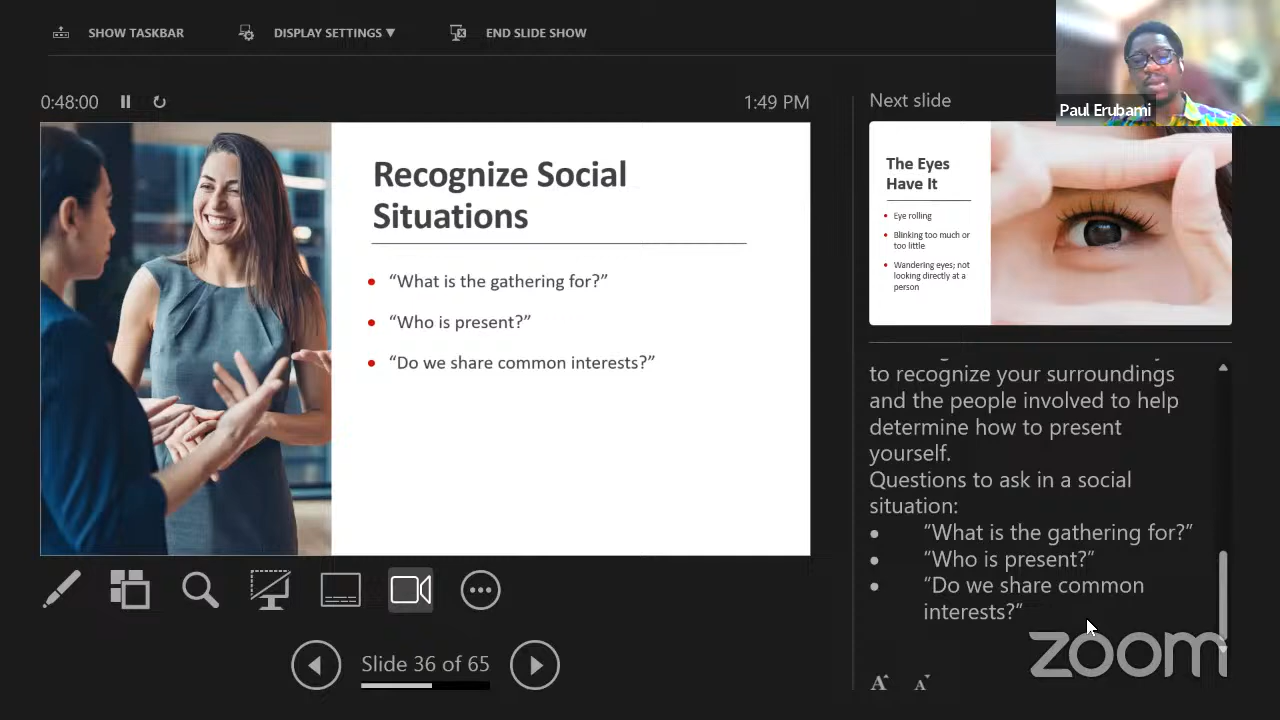 SHOW TASKBAR
DISPLAY SETTINGS ▼
END SLIDE SHOW
Paul Erubami
0:48:00
1:49 PM
Recognize Social
Situations
• “What is the gathering for?”
• “Who is present?”
• “Do we share common interests?”
Next slide
The Eyes
Have It
• Eye rolling
• Blinking too much or
too little
• Wandering eyes; not
looking directly at a
person
to recognize your surroundings
and the people involved to help
determine how to present
yourself.
Questions to ask in a social
situation:
• “What is the gathering for?”
• “Who is present?”
• “Do we share common
interests?”
Slide 36 of 65
A A
zoom